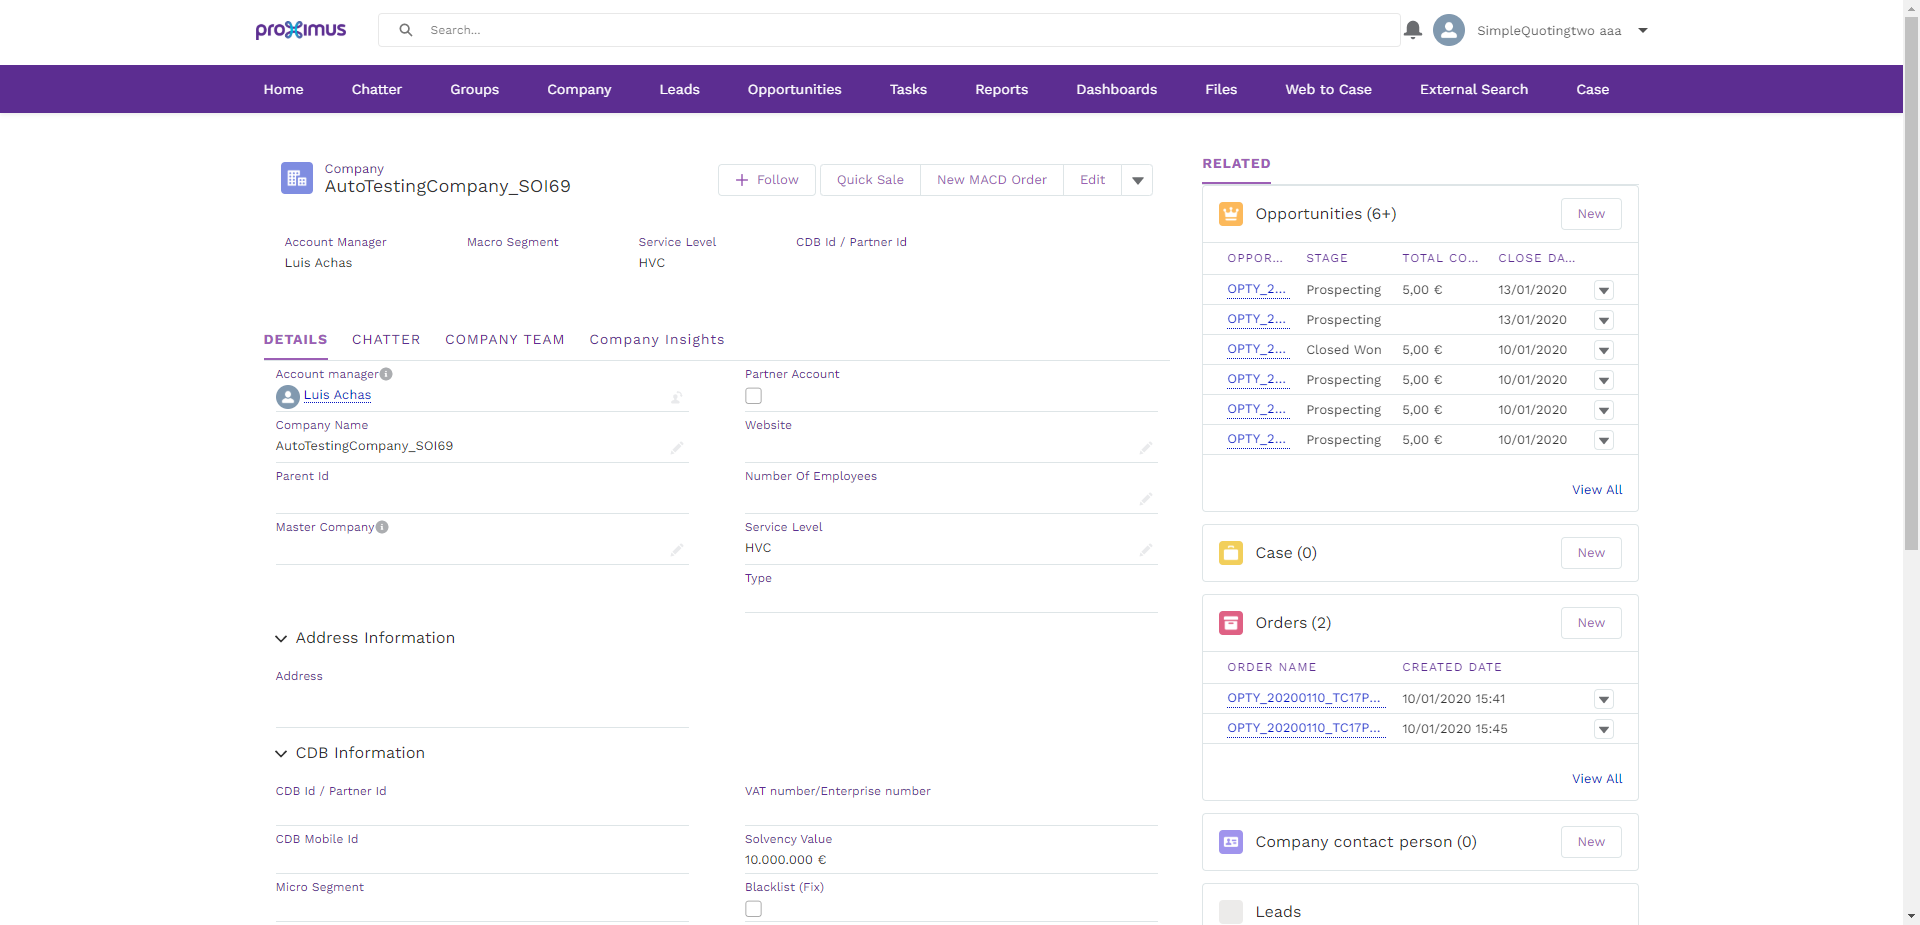 proximus
Search...
SimpleQuotingtwo aaa
Home Chatter Groups Company Leads Opportunities Tasks Reports Dashboards Files Web to Case External Search Case
Company
AutoTestingCompany_SOI69
Follow Quick Sale New MACD Order Edit
Account Manager Macro Segment Service Level CDB Id / Partner Id
Luis Achas HVC
DETAILS CHATTER COMPANY TEAM Company Insights
Account manager Partner Account
Luis Achas
Company Name Website
AutoTestingCompany_SOI69
Parent Id Number Of Employees
Master Company Service Level
HVC
Type
Address Information
Address
CDB Information
CDB Id / Partner Id VAT number/Enterprise number
CDB Mobile Id Solvency Value
10.000.000 €
Micro Segment Blacklist (Fix)
RELATED
Opportunities (6+) New
OPPOR... STAGE TOTAL CO... CLOSE DA...
OPTY_2... Prospecting 5,00 € 13/01/2020
OPTY_2... Prospecting 13/01/2020
OPTY_2... Closed Won 5,00 € 10/01/2020
OPTY_2... Prospecting 5,00 € 10/01/2020
OPTY_2... Prospecting 5,00 € 10/01/2020
OPTY_2... Prospecting 5,00 € 10/01/2020
View All
Case (0) New
Orders (2) New
ORDER NAME CREATED DATE
OPTY_20200110_TC17P... 10/01/2020 15:41
OPTY_20200110_TC17P... 10/01/2020 15:45
View All
Company contact person (0) New
Leads